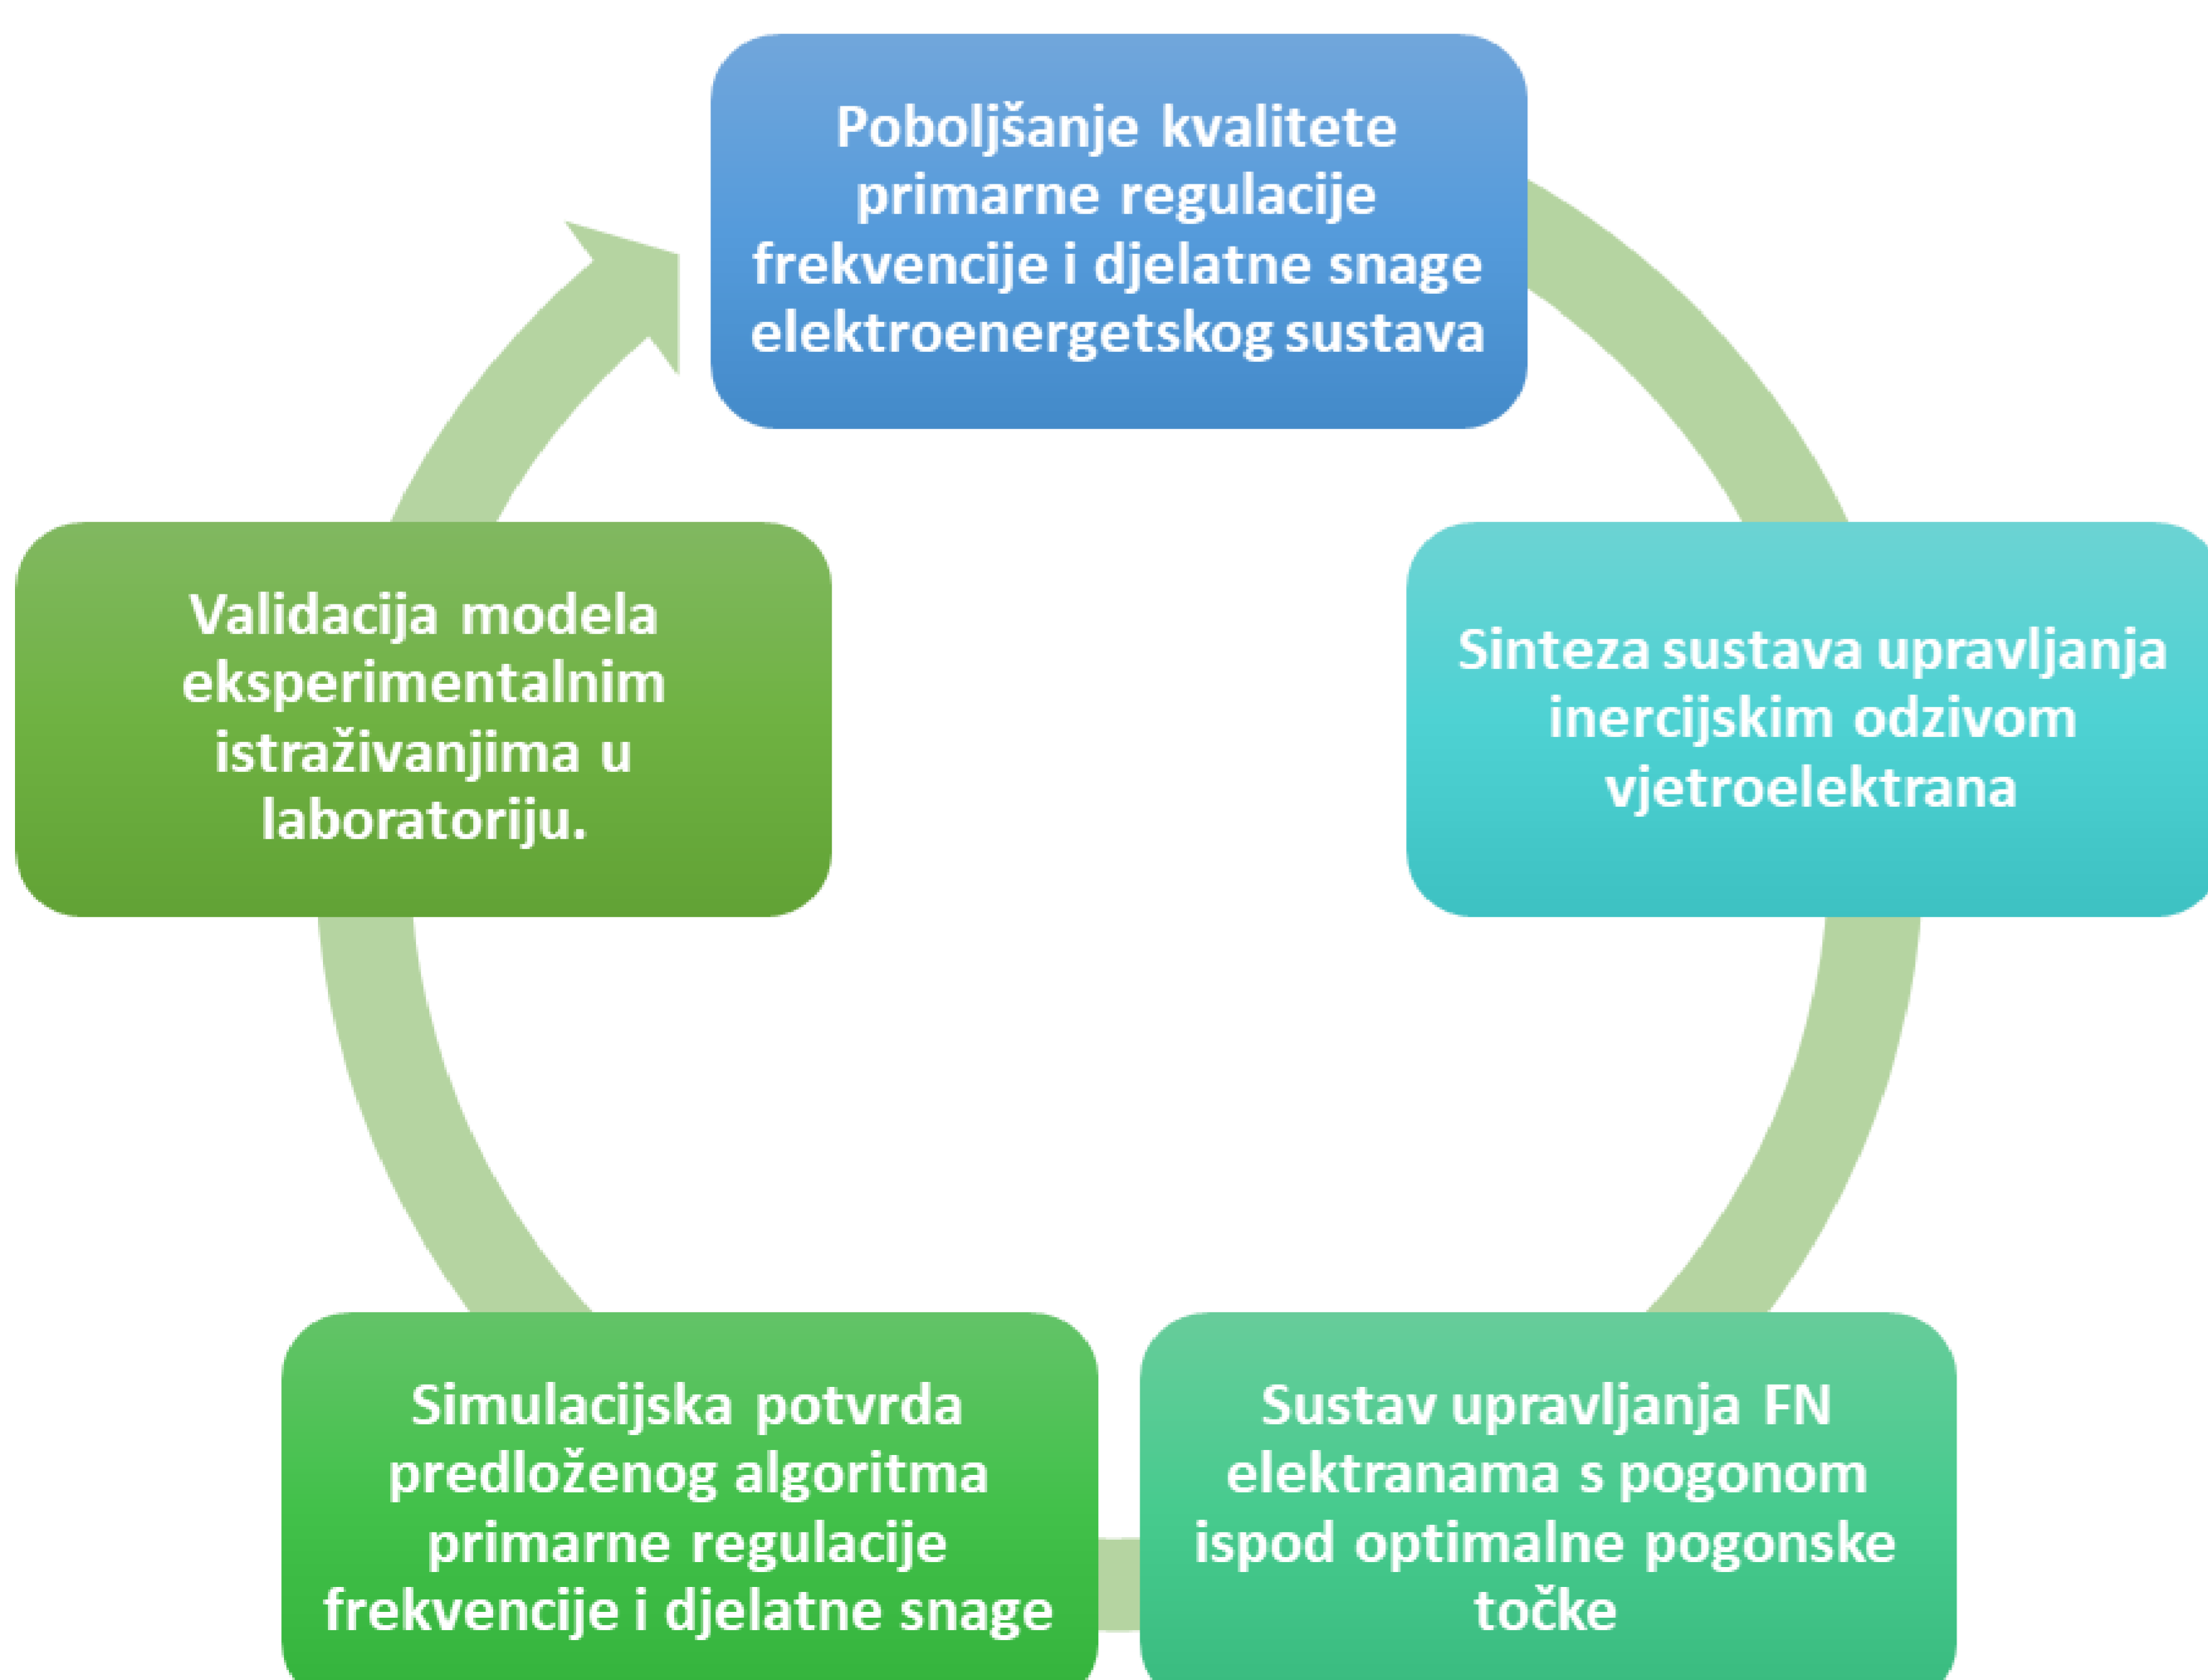 Poboljšanje kvalitete
primarne regulacije
frekvencije i djelatne snage
elektroenergetskog sustava
Sinteza sustava upravljanja
inercijskim odzivom
vjetroelektrana
Sustav upravljanja FN
elektranama s pogonom
ispod optimalne pogonske
točke
Simulacijska potvrda
predloženog algoritma
primarne regulacije
frekvencije i djelatne snage
Validacija modela
eksperimentalnim
istraživanjima u
laboratoriju.